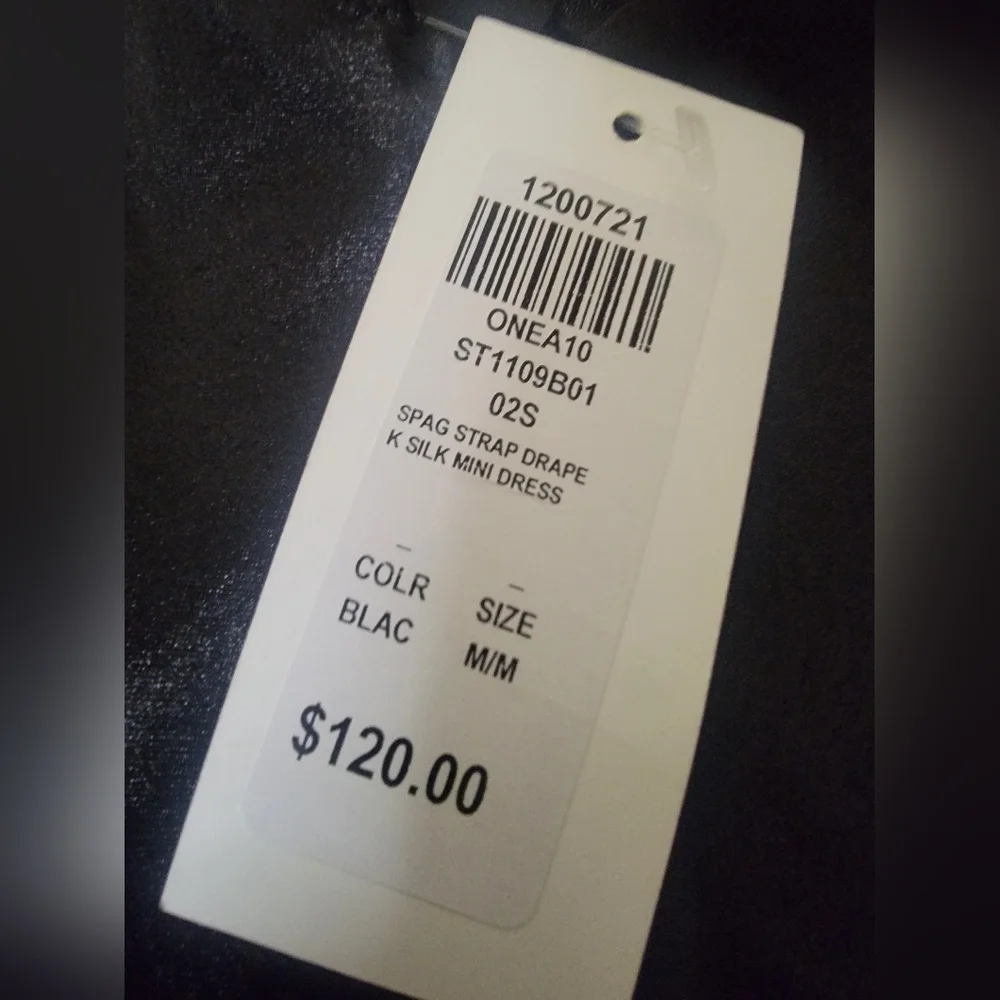 1200721
ONEA10
ST1109B01
02S
SPAG STRAP DRAPE
K SILK MINI DRESS
COLR SIZE
BLAC M/M
$120.00